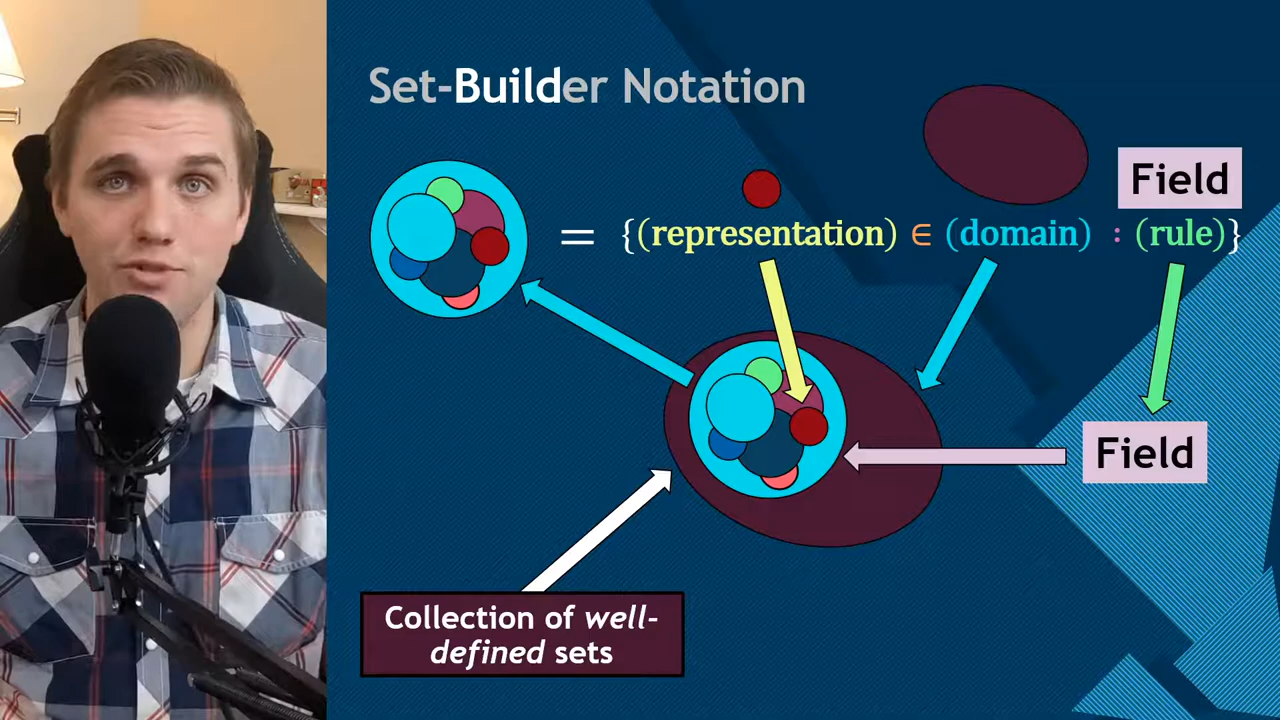 Set-Builder Notation
Field
= {(representation) ∈ (domain) : (rule)}
Field
Collection of well-
defined sets